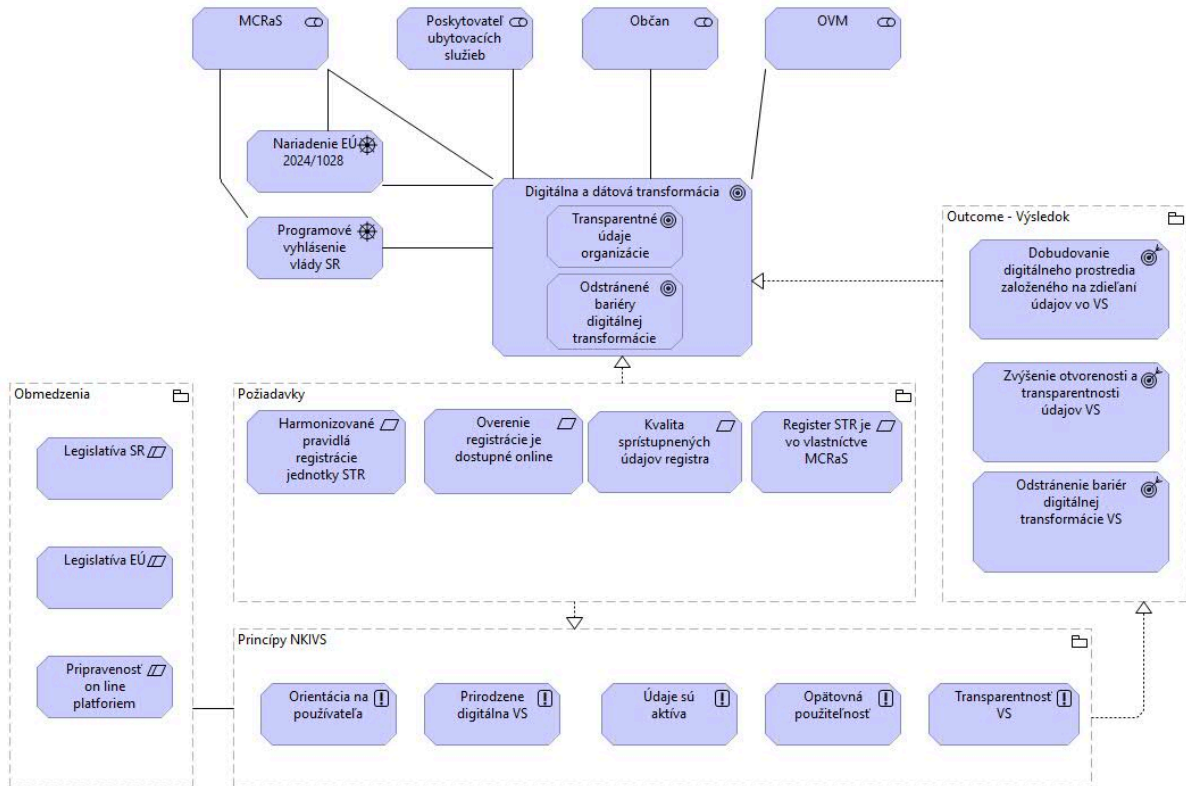 MCRaS
Poskytovateľ
ubytovacích
služieb
Občan
OVM
Nariadenie EÚ
2024/1028
Programové
vyhlásenie
vlády SR
Digitálna a dátová transformácia
Transparentné
údaje
organizácie
Odstránené
bariéry
digitálnej
transformácie
Outcome - Výsledok
Dobudovanie
digitálneho prostredia
založeného na zdieľaní
údajov vo VS
Zvýšenie otvorenosti a
transparentnosti
údajov VS
Odstránenie bariér
digitálnej
transformácie VS
Obmedzenia
Legislatíva SR
Legislatíva EÚ
Pripravenosť
on line
platforiem
Požiadavky
Harmonizované
pravidlá
registrácie
jednotky STR
Overenie
registrácie je
dostupné online
Kvalita
sprístupnených
údajov registra
Register STR je
vo vlastníctve
MCRaS
Princípy NKIVS
Orientácia na
používateľa
Prirodzene
digitálna VS
Údaje sú
aktíva
Opätovná
použiteľnosť
Transparentnosť
VS